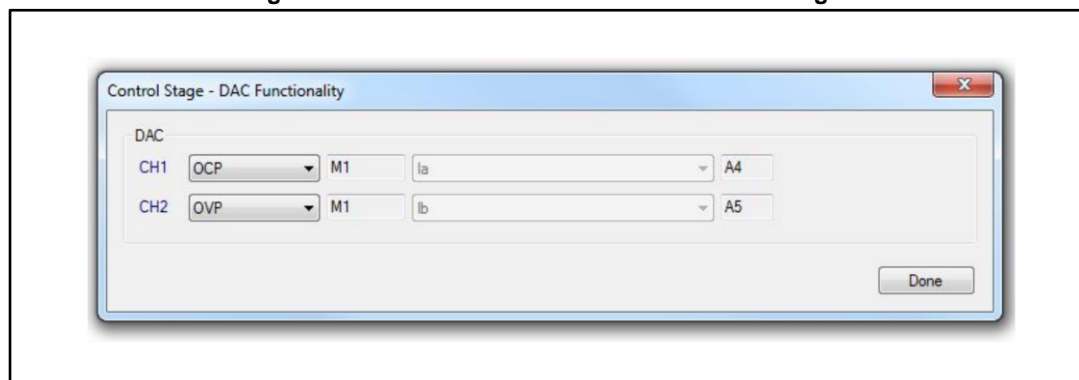 Control Stage - DAC Functionality
DAC
CH1 OCP M1 Ia A4
CH2 OVP M1 Ib A5
Done